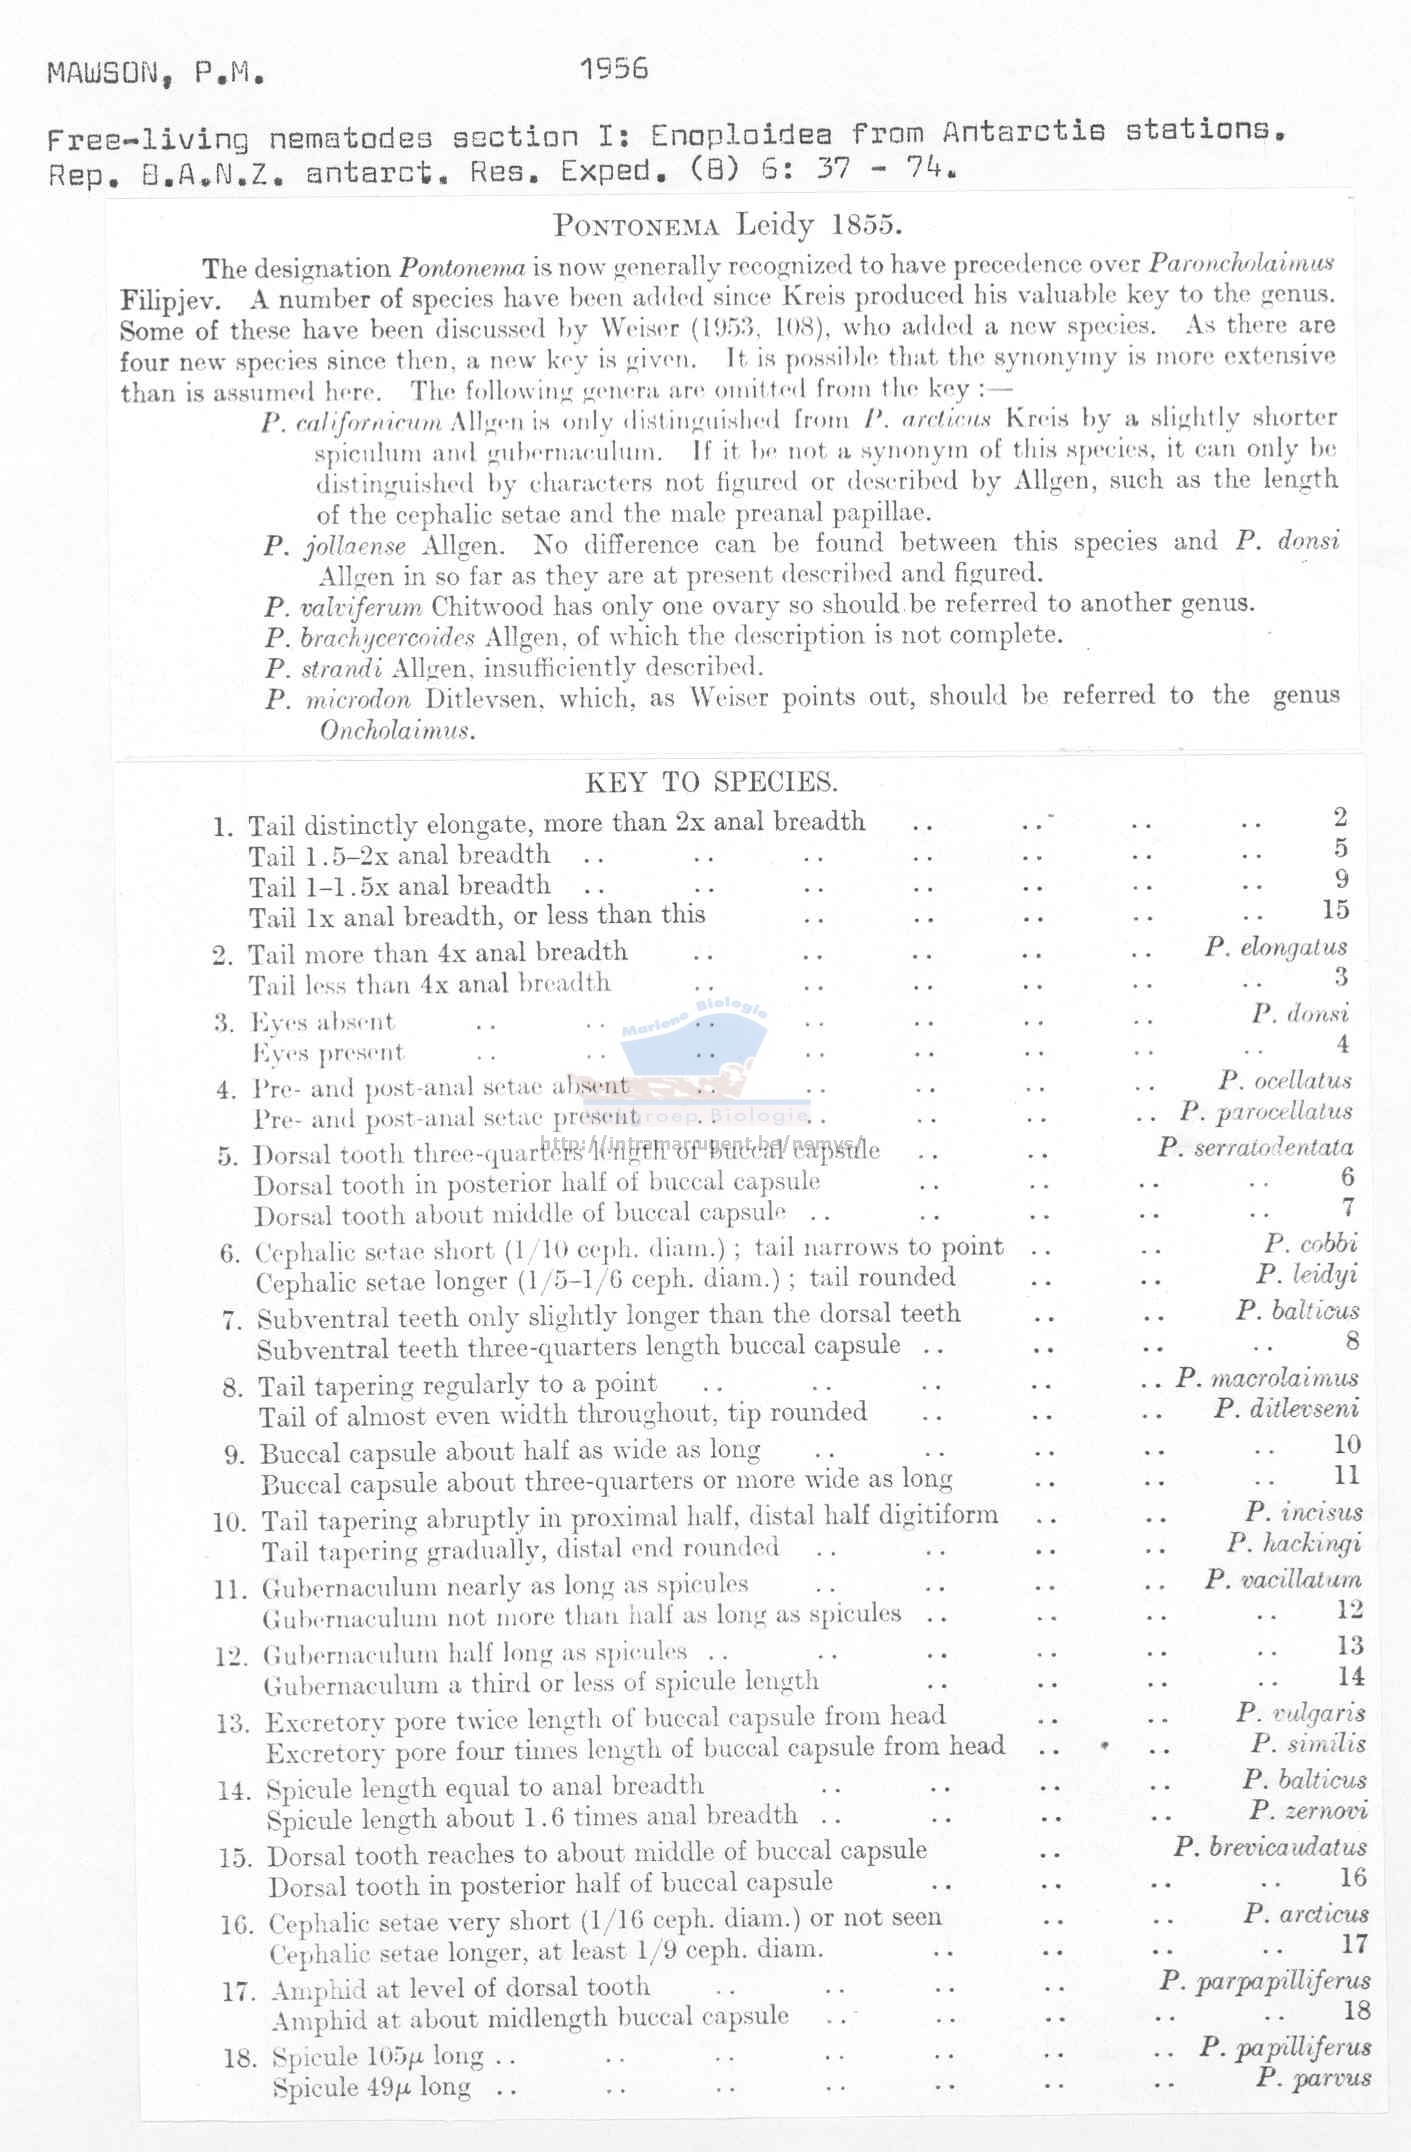 MAWSON, P.M. 1956
Free-living nematodes section I: Enoploidea from Antarctis stations.
Rep. B.A.N.Z. antarct. Res. Exped. (B) 6: 37 - 74.
PONTONEMA Leidy 1855.
The designation Pontonema is now generally recognized to have precedence over Paroncholaimus
Filipjev. A number of species have been added since Kreis produced his valuable key to the genus.
Some of these have been discussed by Weiser (1953, 108), who added a new species. As there are
four new species since then, a new key is given. It is possible that the synonymy is more extensive
than is assumed here. The following genera are omitted from the key :—
P. californicum Allgen is only distinguished from P. arcticus Kreis by a slightly shorter
spiculum and gubernaculum. If it be not a synonym of this species, it can only be
distinguished by characters not figured or described by Allgen, such as the length
of the cephalic setae and the male preanal papillae.
P. jollaense Allgen. No difference can be found between this species and P. donsi
Allgen in so far as they are at present described and figured.
P. valviferum Chitwood has only one ovary so should be referred to another genus.
P. brachycercoides Allgen, of which the description is not complete.
P. strandi Allgen, insufficiently described.
P. microdon Ditlevsen, which, as Weiser points out, should be referred to the genus
Oncholaimus.
KEY TO SPECIES.
1. Tail distinctly elongate, more than 2x anal breadth .. .. .. .. 2
Tail 1.5–2x anal breadth .. .. .. .. .. .. .. 5
Tail 1–1.5x anal breadth .. .. .. .. .. .. .. 9
Tail 1x anal breadth, or less than this .. .. .. .. .. 15
2. Tail more than 4x anal breadth .. .. .. .. .. P. elongatus
Tail less than 4x anal breadth .. .. .. .. .. .. 3
3. Eyes absent .. .. .. .. .. .. .. P. donsi
Eyes present .. .. .. .. .. .. .. .. 4
4. Pre- and post-anal setae absent .. .. .. .. .. P. ocellatus
Pre- and post-anal setae present .. .. .. .. .. P. parocellatus
5. Dorsal tooth three-quarters length of buccal capsule .. .. P. serratodentata
Dorsal tooth in posterior half of buccal capsule .. .. .. .. 6
Dorsal tooth about middle of buccal capsule .. .. .. .. .. 7
6. Cephalic setae short (1/10 ceph. diam.) ; tail narrows to point .. .. P. cobbi
Cephalic setae longer (1/5–1/6 ceph. diam.) ; tail rounded .. .. P. leidyi
7. Subventral teeth only slightly longer than the dorsal teeth .. .. P. balticus
Subventral teeth three-quarters length buccal capsule .. .. .. .. 8
8. Tail tapering regularly to a point .. .. .. .. .. P. macrolaimus
Tail of almost even width throughout, tip rounded .. .. .. P. ditlevseni
9. Buccal capsule about half as wide as long .. .. .. .. .. 10
Buccal capsule about three-quarters or more wide as long .. .. .. 11
10. Tail tapering abruptly in proximal half, distal half digitiform .. .. P. incisus
Tail tapering gradually, distal end rounded .. .. .. .. P. hackingi
11. Gubernaculum nearly as long as spicules .. .. .. .. P. vacillatum
Gubernaculum not more than half as long as spicules .. .. .. .. 12
12. Gubernaculum half long as spicules .. .. .. .. .. .. 13
Gubernaculum a third or less of spicule length .. .. .. .. 14
13. Excretory pore twice length of buccal capsule from head .. .. P. vulgaris
Excretory pore four times length of buccal capsule from head .. .. P. similis
14. Spicule length equal to anal breadth .. .. .. .. P. balticus
Spicule length about 1.6 times anal breadth .. .. .. .. P. zernovi
15. Dorsal tooth reaches to about middle of buccal capsule .. P. brevicaudatus
Dorsal tooth in posterior half of buccal capsule .. .. .. .. 16
16. Cephalic setae very short (1/16 ceph. diam.) or not seen .. .. P. arcticus
Cephalic setae longer, at least 1/9 ceph. diam. .. .. .. .. 17
17. Amphid at level of dorsal tooth .. .. .. .. P. parpapilliferus
Amphid at about midlength buccal capsule .. .. .. .. .. 18
18. Spicule 105μ long .. .. .. .. .. .. .. P. papilliferus
Spicule 49μ long .. .. .. .. .. .. .. P. parvus
Mariene Biologie
Biologie